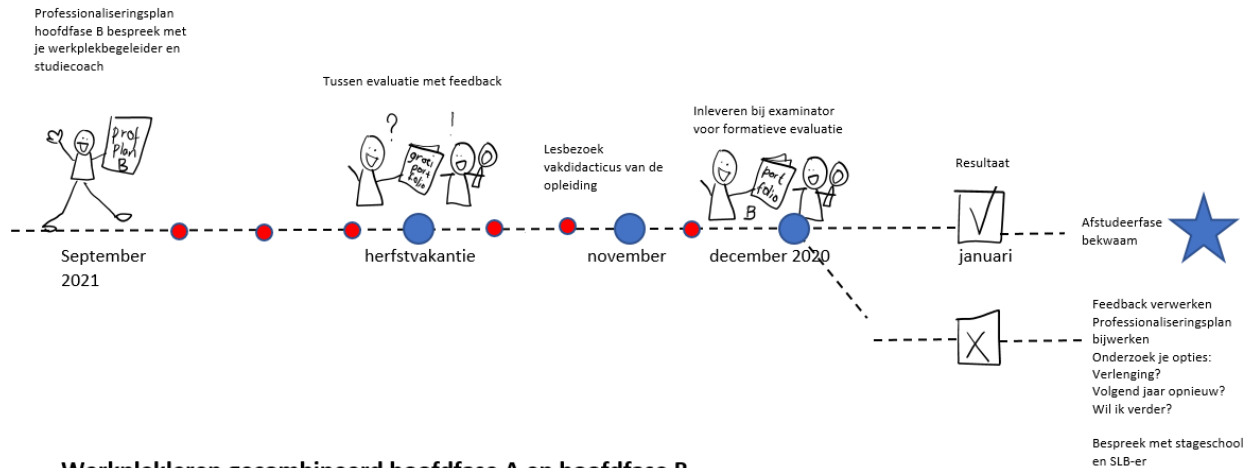 Professionaliseringsplan
hoofdfase B bespreek met
je werkplekbegeleider en
studiecoach
prof
plan
B
September
2021
Tussen evaluatie met feedback
? !
groei
port
folio
herfstvakantie
Lesbezoek
vakdidacticus van de
opleiding
november
Inleveren bij examinator
voor formatieve evaluatie
port
folio
B
december 2020
Resultaat
V
januari
Afstudeerfase
bekwaam
X
Feedback verwerken
Professionaliseringsplan
bijwerken
Onderzoek je opties:
Verlenging?
Volgend jaar opnieuw?
Wil ik verder?
Bespreek met stageschool
en SLB-er
Werkplekleren gecombineerd hoofdfase A en hoofdfase B